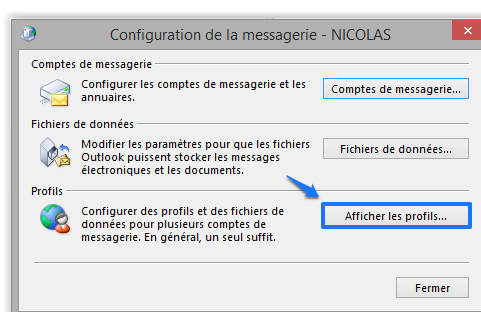 Configuration de la messagerie - NICOLAS
Comptes de messagerie
Configurer les comptes de messagerie et les
annuaires.
Comptes de messagerie...
Fichiers de données
Modifier les paramètres pour que les fichiers
Outlook puissent stocker les messages
électroniques et les documents.
Fichiers de données...
Profils
Configurer des profils et des fichiers de
données pour plusieurs comptes de
messagerie. En général, un seul suffit.
Afficher les profils...
Fermer